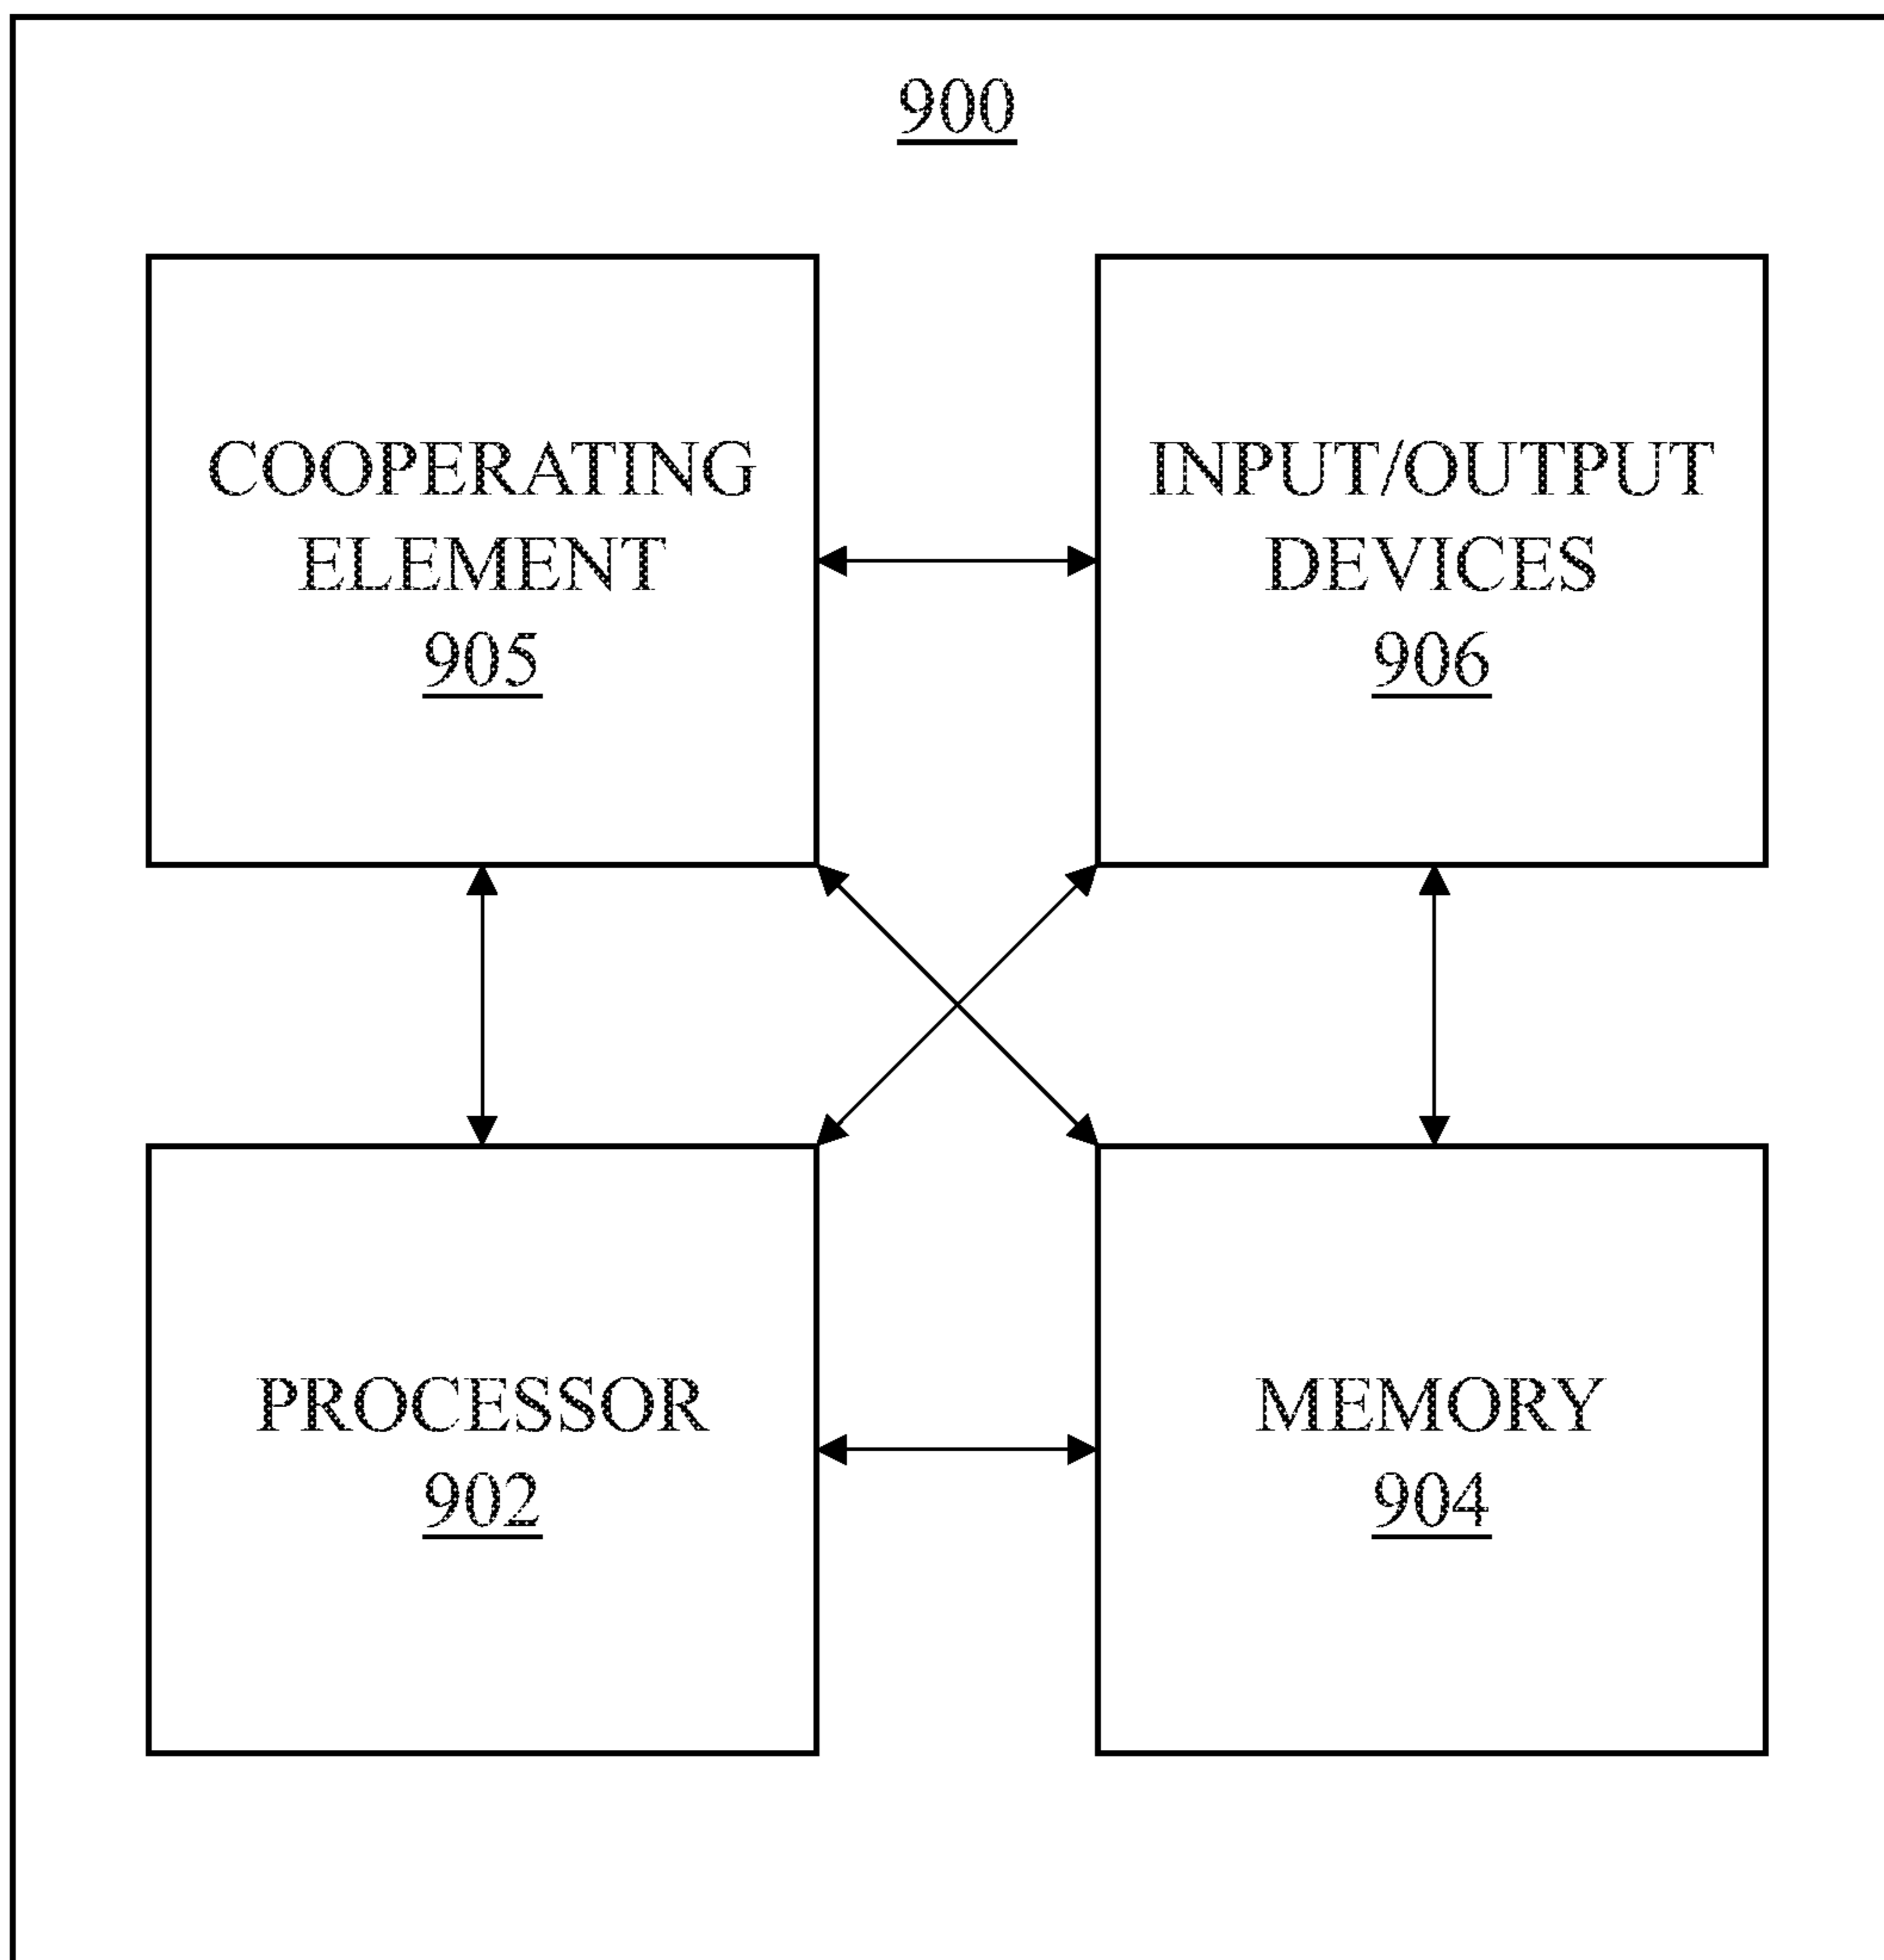 900
COOPERATING
ELEMENT
905
INPUT/OUTPUT
DEVICES
906
PROCESSOR
902
MEMORY
904